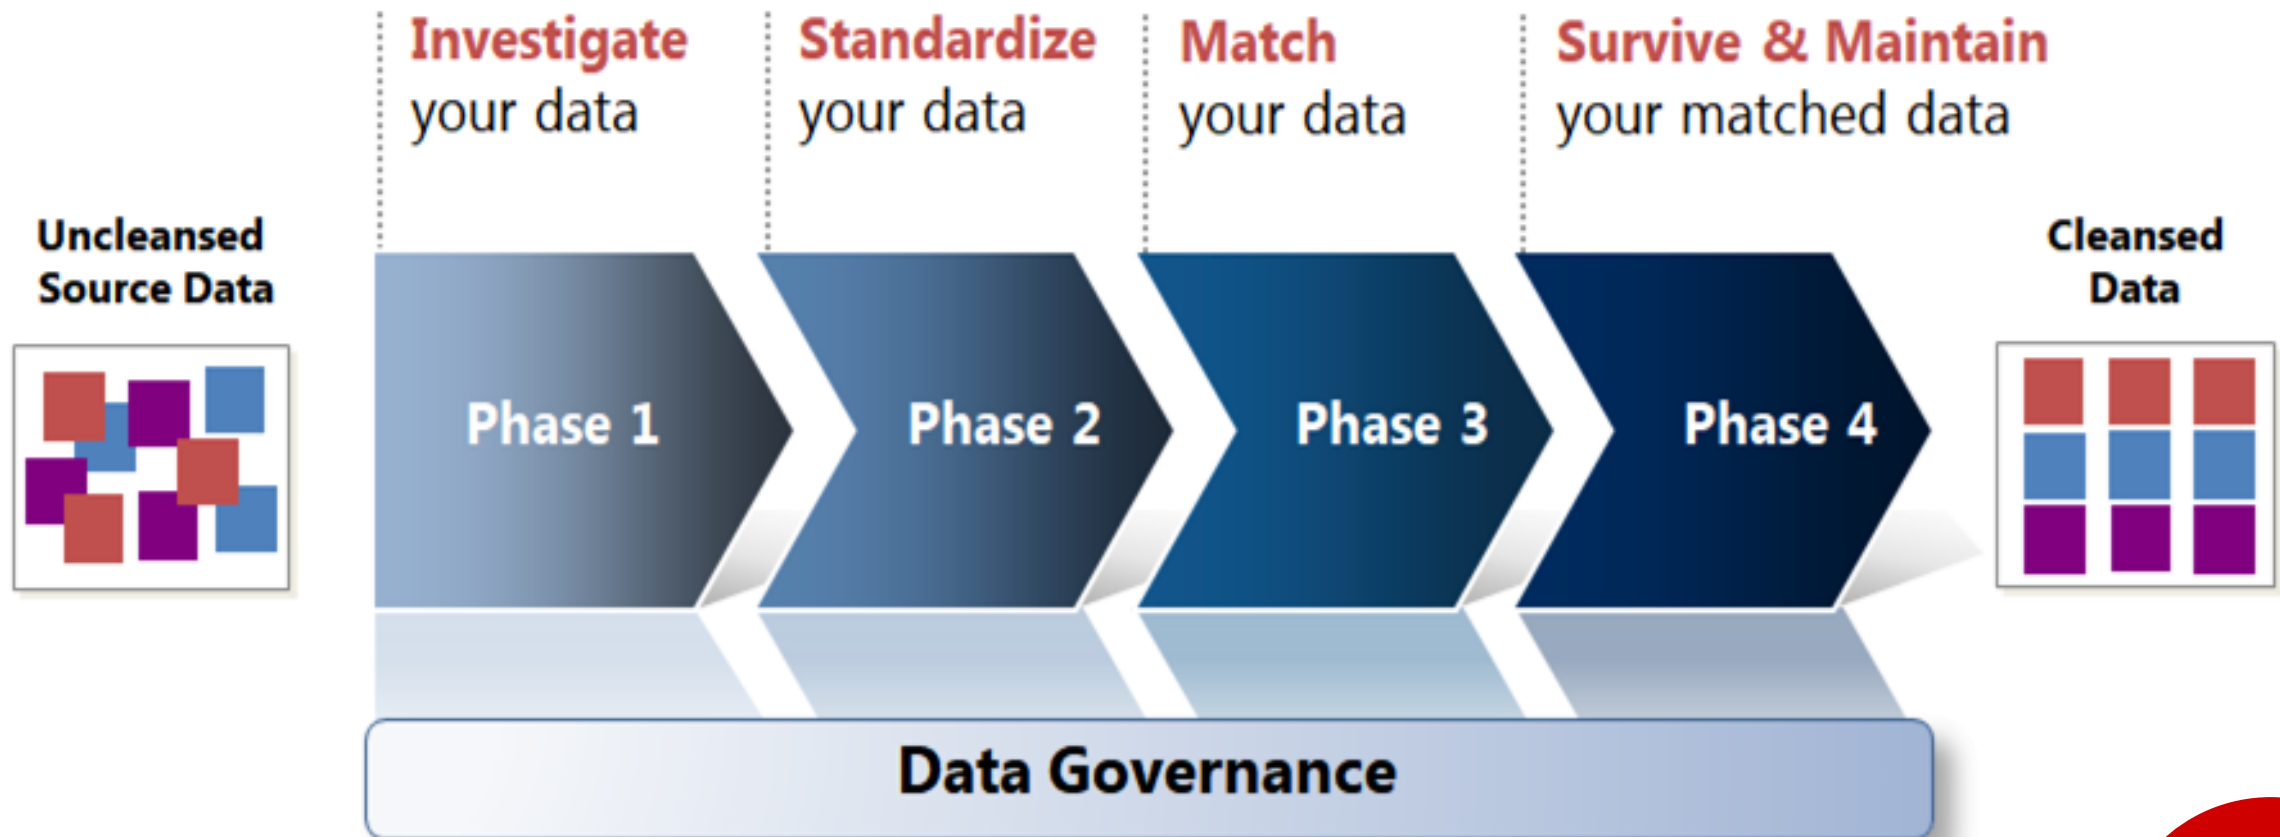 Investigate
your data
Standardize
your data
Match
your data
Survive & Maintain
your matched data
Uncleansed
Source Data
Phase 1
Phase 2
Phase 3
Phase 4
Cleansed
Data
Data Governance